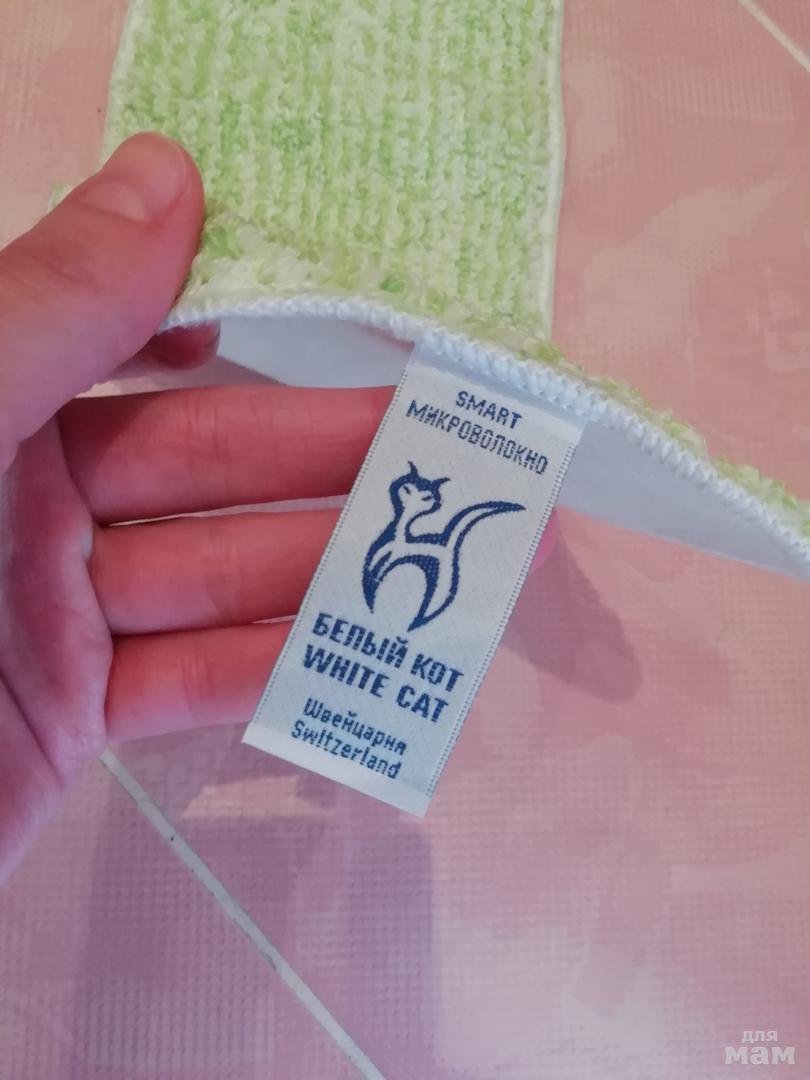 SMART
МИКРОВОЛОКНО
БЕЛЫЙ КОТ
WHITE CAT
Швейцария
Switzerland
для
мам